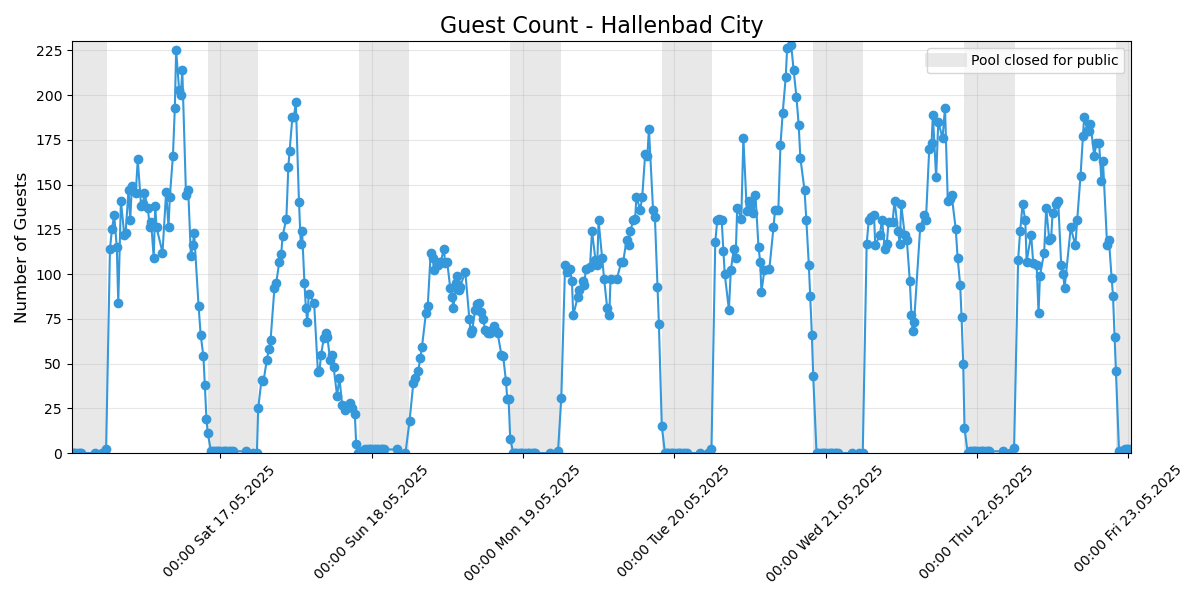 Guest Count - Hallenbad City
Pool closed for public
Number of Guests
225
200
175
150
125
100
75
50
25
0
00:00 Sat 17.05.2025
00:00 Sun 18.05.2025
00:00 Mon 19.05.2025
00:00 Tue 20.05.2025
00:00 Wed 21.05.2025
00:00 Thu 22.05.2025
00:00 Fri 23.05.2025